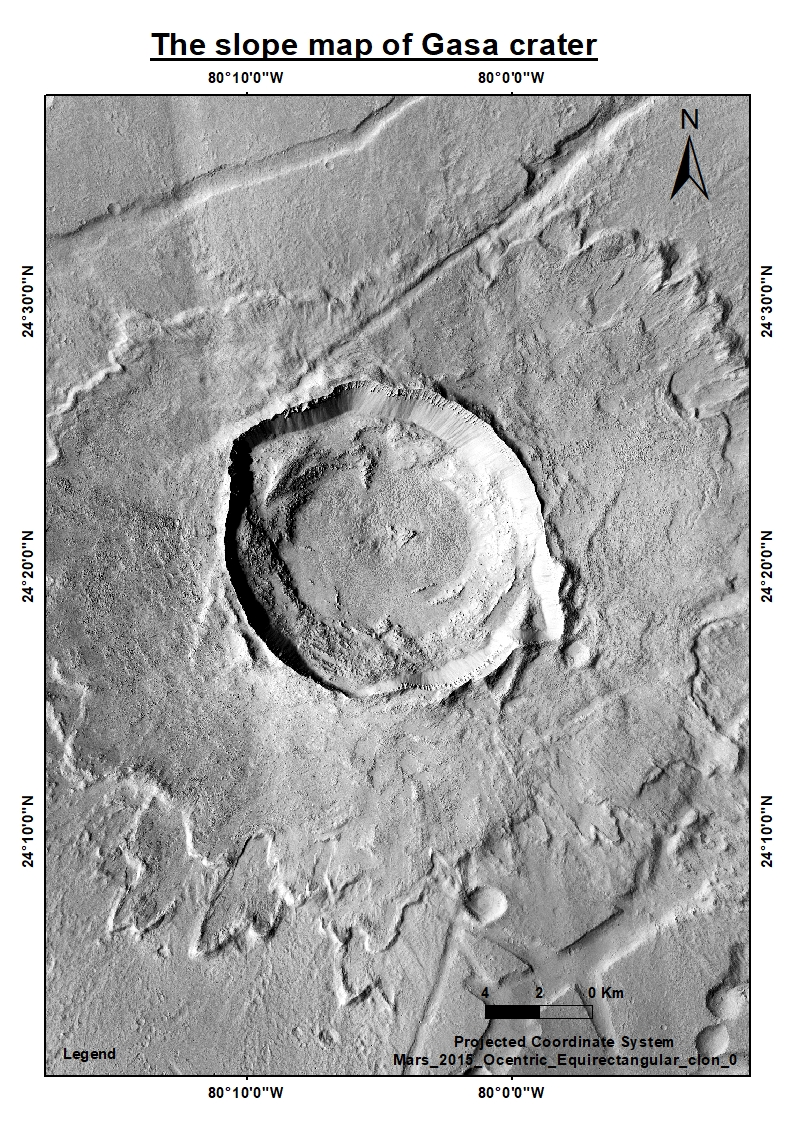 The slope map of Gasa crater
80°10'0"W 80°0'0"W
N
24°30'0"N 24°30'0"N
24°20'0"N 24°20'0"N
24°10'0"N 24°10'0"N
4 2 0 Km
Projected Coordinate System
Legend Mars_2015_Ocentric_Equirectangular_clon_0
80°10'0"W 80°0'0"W